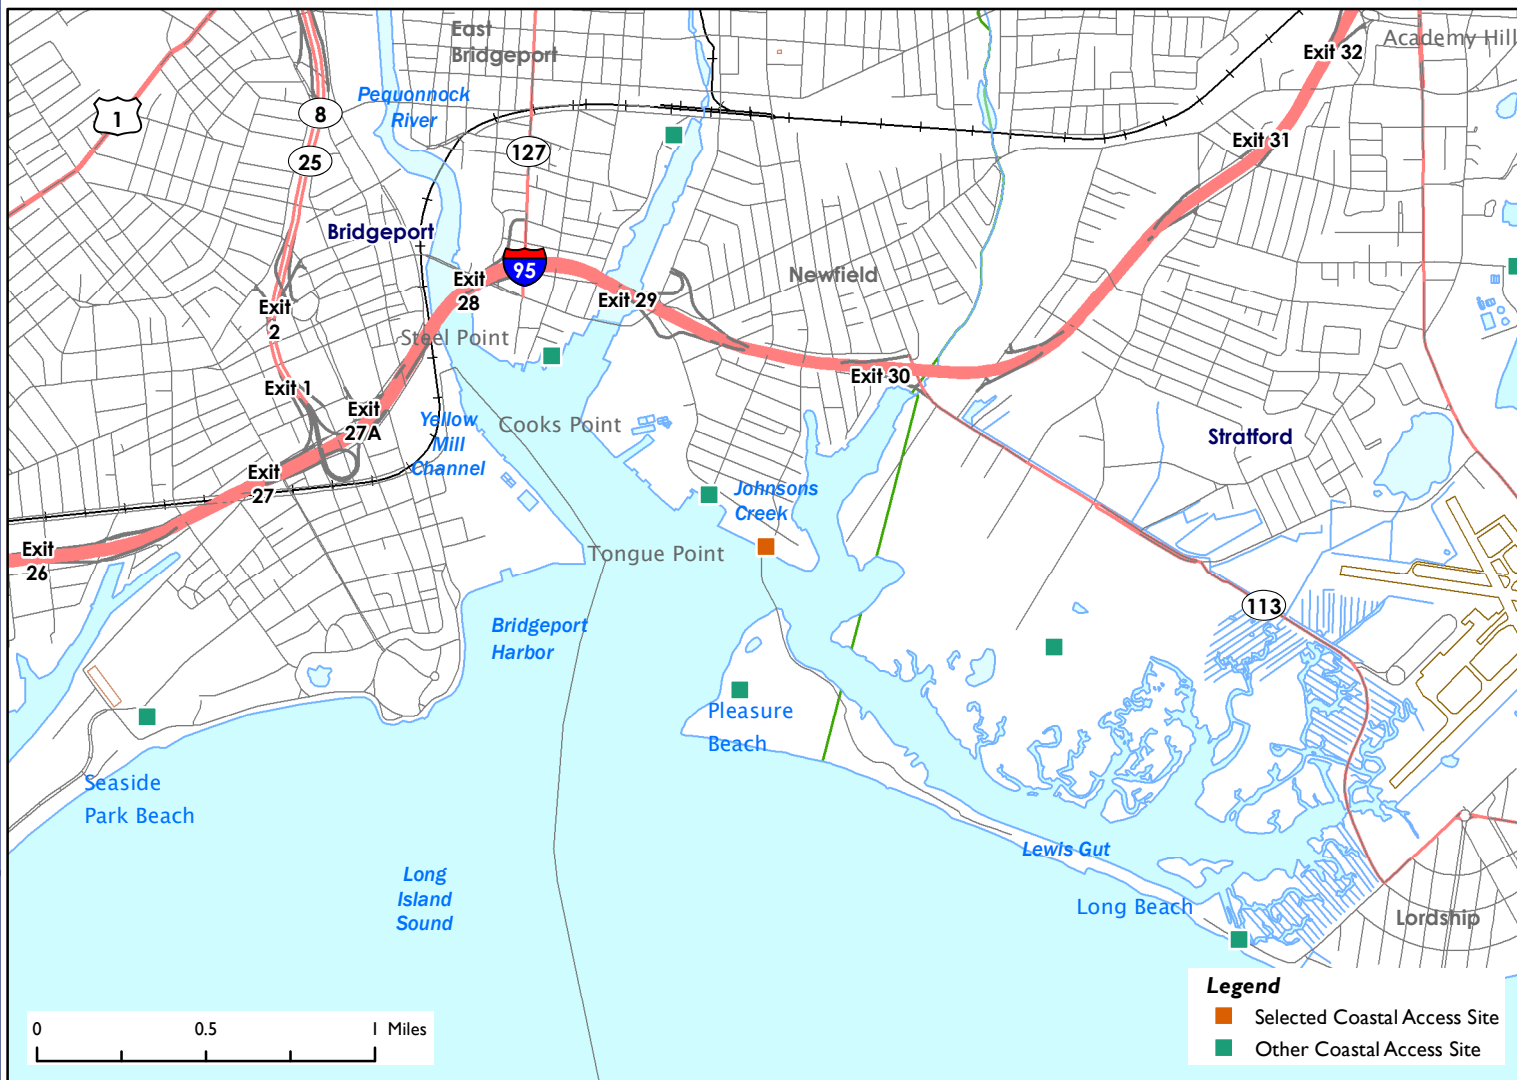 East
Bridgeport
Academy Hill
Exit 32
Pequonnock
River
1
8
Exit 31
127
25
Bridgeport
95
Newfield
Exit
28
Exit 29
Exit
2
Steel Point
Exit 30
Exit 1
Exit
27A
Yellow
Mill
Channel
Cooks Point
Stratford
Exit
27
Johnsons
Creek
Exit
26
Tongue Point
113
Bridgeport
Harbor
Pleasure
Beach
Seaside
Park Beach
Lewis Gut
Long
Island
Sound
Long Beach
Lordship
Legend
Selected Coastal Access Site
Other Coastal Access Site
0 0.5 1 Miles